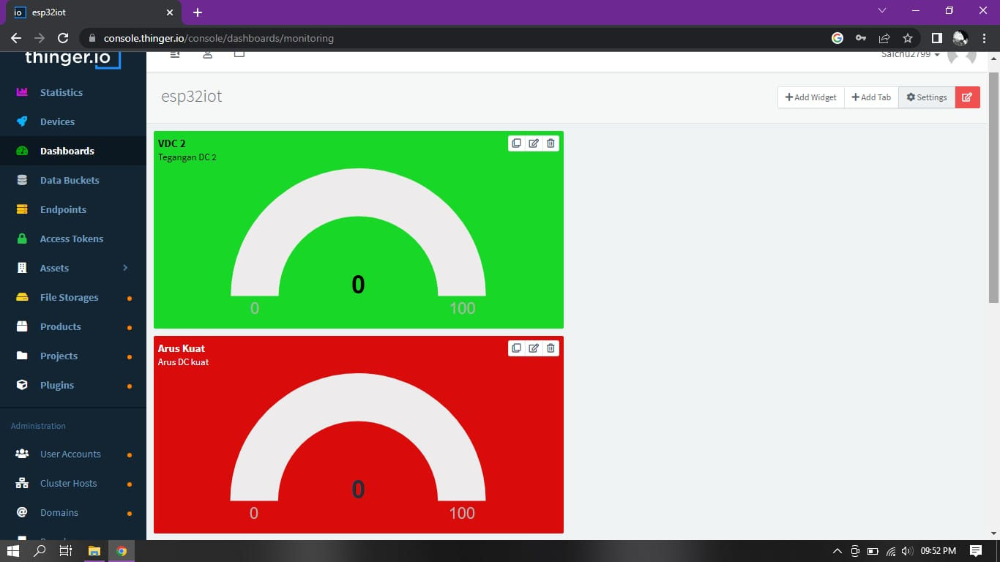 esp32iot
console.thinger.io/console/dashboards/monitoring
thinger.io
Saichu2799
Statistics
Devices
Dashboards
Data Buckets
Endpoints
Access Tokens
Assets
File Storages
Products
Projects
Plugins
Administration
User Accounts
Cluster Hosts
Domains
esp32iot
Add Widget
Add Tab
Settings
VDC 2
Tegangan DC 2
0
0
100
Arus Kuat
Arus DC kuat
0
0
100
09:52 PM